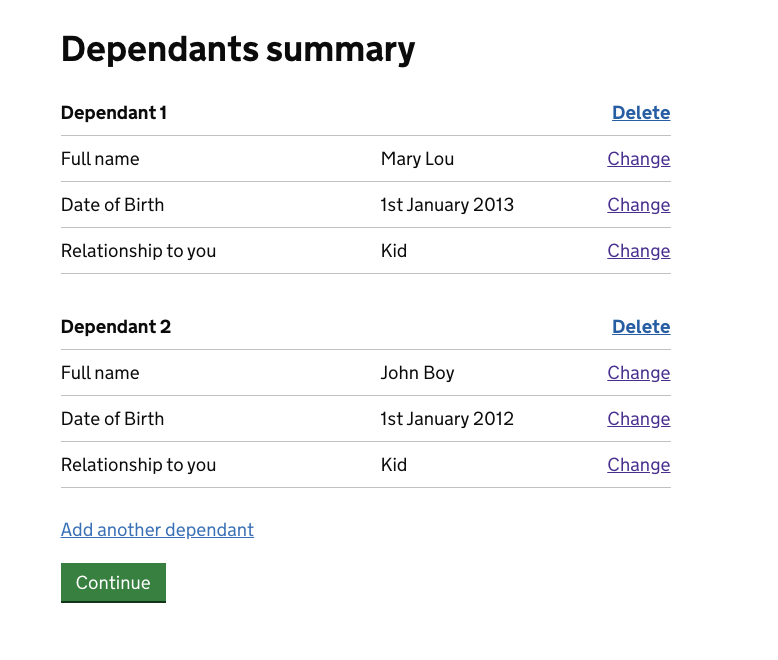 Dependants summary
Dependant 1 Delete
Full name Mary Lou Change
Date of Birth 1st January 2013 Change
Relationship to you Kid Change
Dependant 2 Delete
Full name John Boy Change
Date of Birth 1st January 2012 Change
Relationship to you Kid Change
Add another dependant
Continue